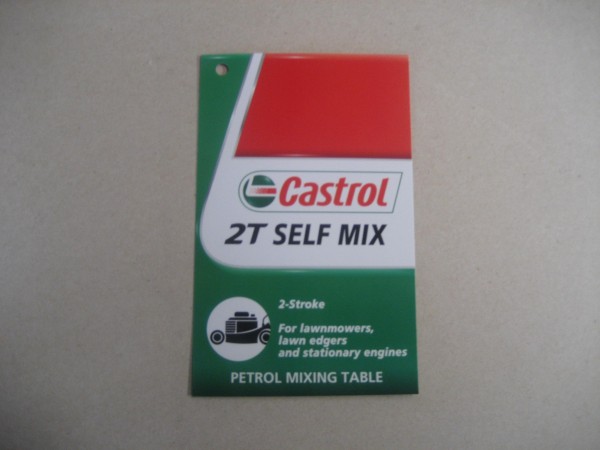 Castrol
2T SELF MIX
2-Stroke
For lawnmowers,
lawn edgers
and stationary engines
PETROL MIXING TABLE